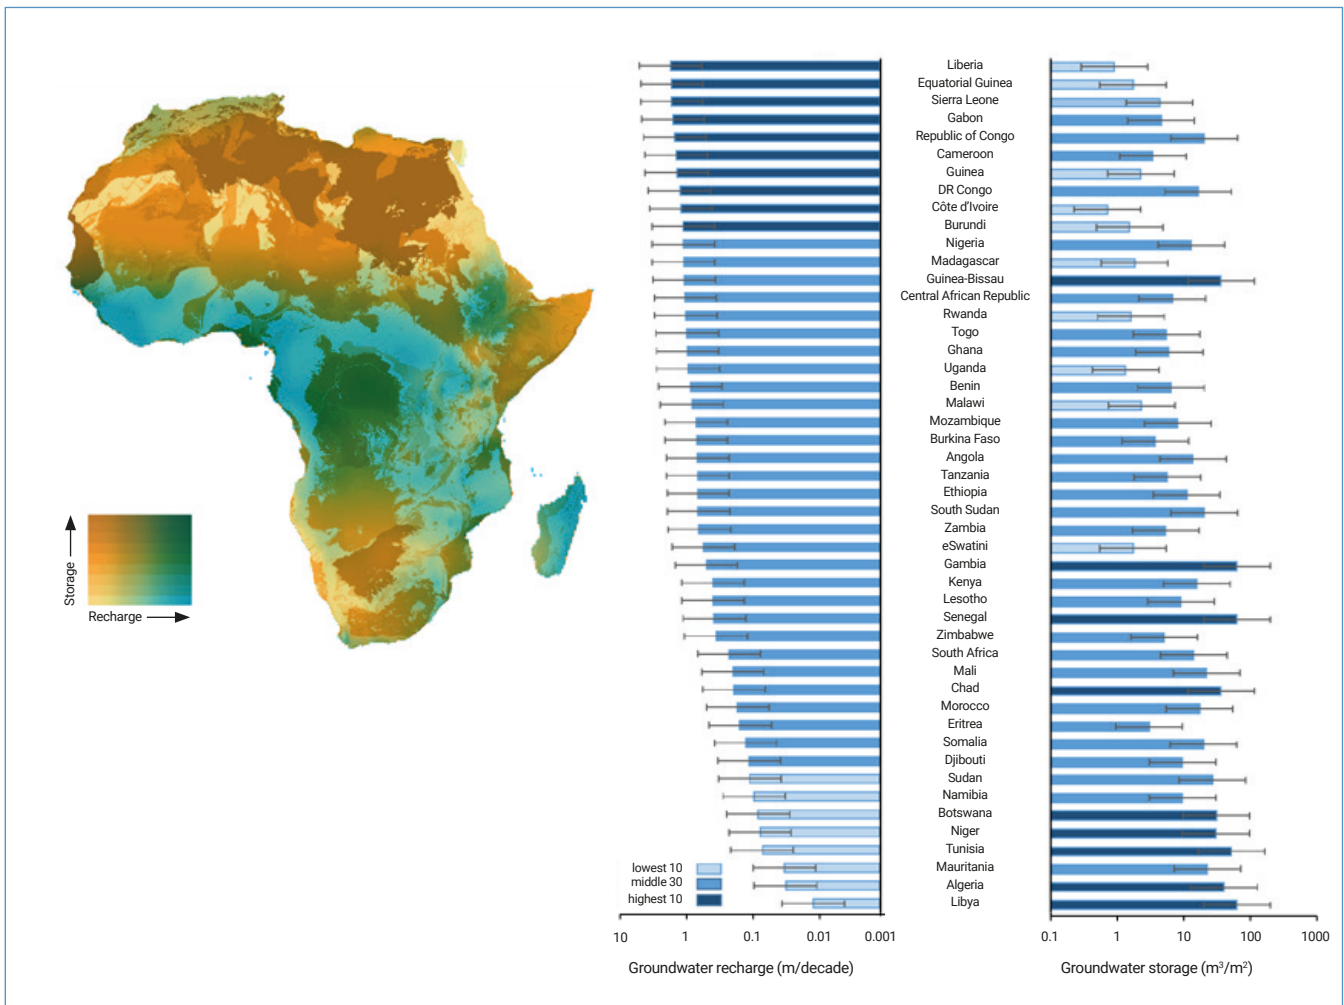 Storage
Recharge
Liberia
Equatorial Guinea
Sierra Leone
Gabon
Republic of Congo
Cameroon
Guinea
DR Congo
Côte d'Ivoire
Burundi
Nigeria
Madagascar
Guinea-Bissau
Central African Republic
Rwanda
Togo
Ghana
Uganda
Benin
Malawi
Mozambique
Burkina Faso
Angola
Tanzania
Ethiopia
South Sudan
Zambia
eSwatini
Gambia
Kenya
Lesotho
Senegal
Zimbabwe
South Africa
Mali
Chad
Morocco
Eritrea
Somalia
Djibouti
Sudan
Namibia
Botswana
Niger
Tunisia
Mauritania
Algeria
Libya
lowest 10
middle 30
highest 10
10 1 0.1 0.01 0.001
Groundwater recharge (m/decade)
0.1 1 10 100 1000
Groundwater storage (m³/m²)